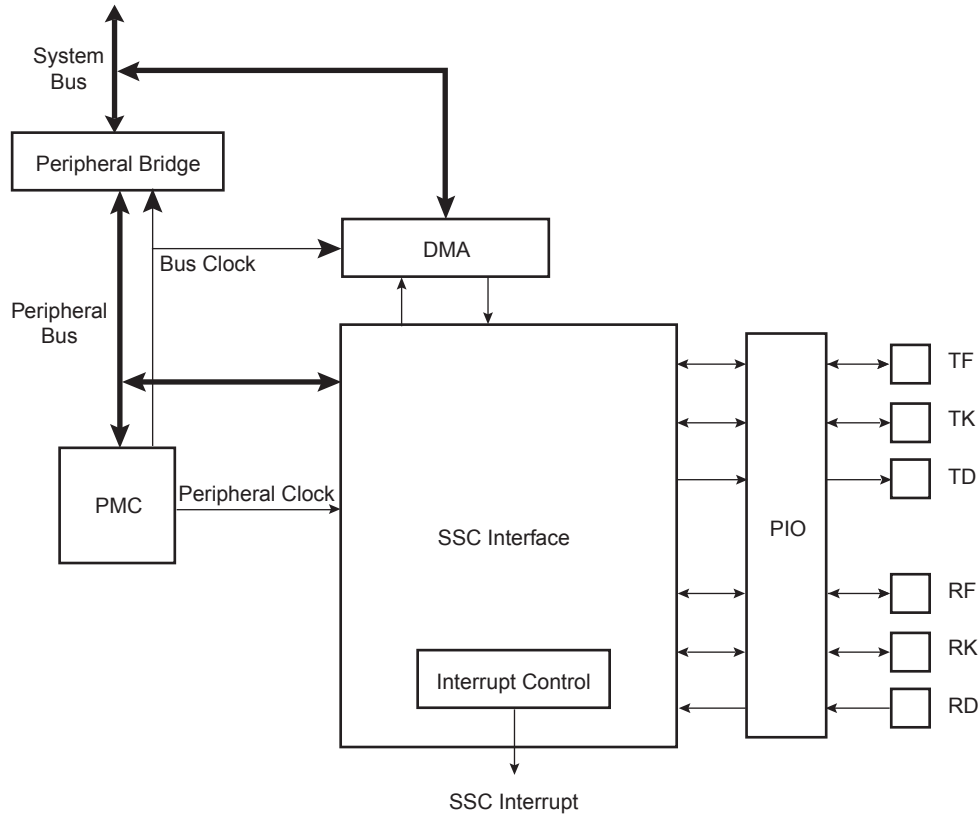 System
Bus
Peripheral Bridge
Bus Clock
DMA
Peripheral
Bus
PMC
Peripheral Clock
SSC Interface
Interrupt Control
SSC Interrupt
PIO
TF
TK
TD
RF
RK
RD